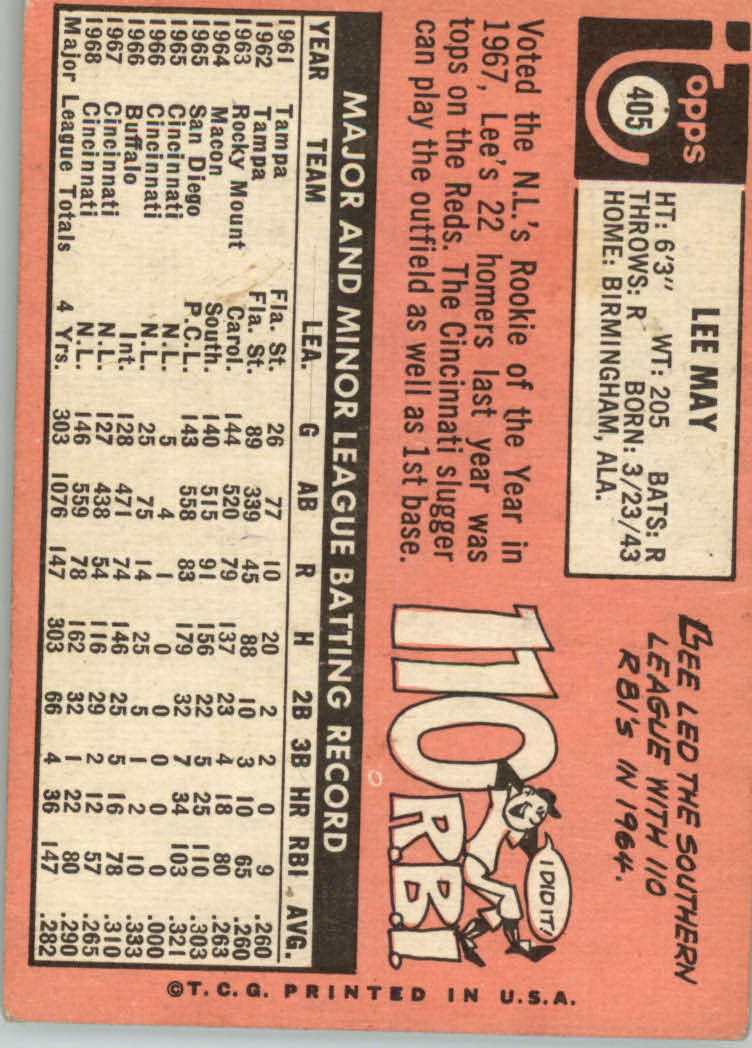 Topps
405
LEE MAY
HT: 6'3" WT: 205 BATS: R
THROWS: R BORN: 3/23/43
HOME: BIRMINGHAM, ALA.
LEE LED THE SOUTHERN
LEAGUE WITH 110
RBI'S IN 1964.
Voted the N.L.'s Rookie of the Year in
1967, Lee's 22 homers last year was
tops on the Reds. The Cincinnati slugger
can play the outfield as well as 1st base.
I DID IT!
110
R.B.I.
MAJOR AND MINOR LEAGUE BATTING RECORD
YEAR TEAM LEA. G AB R H 2B 3B HR RBI AVG.
1961 Tampa Fla. St. 26 77 10 20 2 2 0 9 .260
1962 Tampa Fla. St. 89 339 45 88 10 3 10 65 .260
1963 Rocky Mount Carol. 144 520 79 137 23 4 18 80 .263
1964 Macon South. 140 515 91 156 22 5 25 110 .303
1965 San Diego P.C.L. 143 558 83 179 32 7 34 103 .321
1965 Cincinnati N.L. 5 4 1 0 0 0 0 0 .000
1966 Cincinnati N.L. 25 75 14 25 5 1 2 10 .333
1966 Buffalo Int. 128 471 74 146 25 5 16 78 .310
1967 Cincinnati N.L. 127 438 54 116 29 2 12 57 .265
1968 Cincinnati N.L. 146 559 78 162 32 1 22 80 .290
Major League Totals 4 Yrs. 303 1076 147 303 66 4 36 147 .282
©T.C.G. PRINTED IN U.S.A.